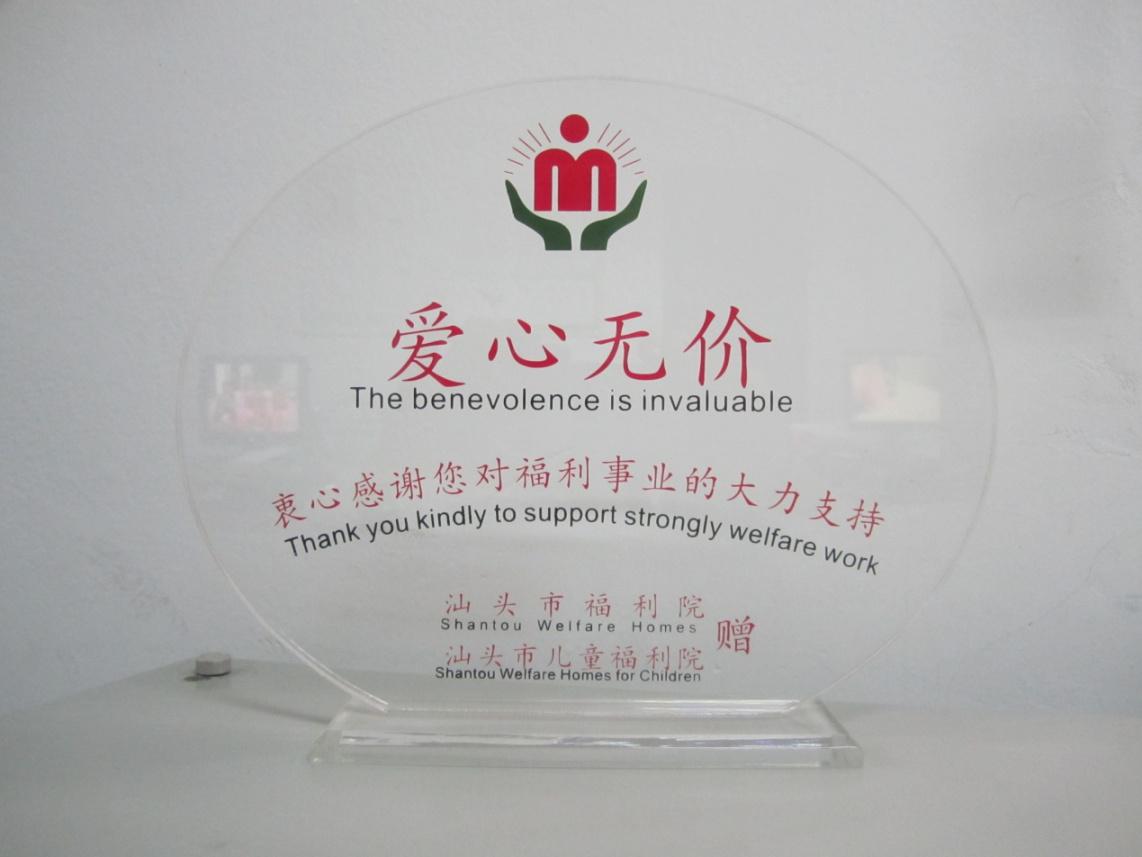 爱心无价
The benevolence is invaluable
衷心感谢您对福利事业的大力支持
Thank you kindly to support strongly welfare work
汕头市福利院
Shantou Welfare Homes
汕头市儿童福利院
Shantou Welfare Homes for Children
赠